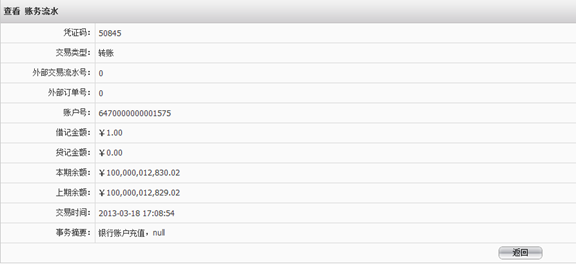 查看 账务流水
凭证码： 50845
交易类型： 转账
外部交易流水号： 0
外部订单号： 0
账户号： 6470000000001575
借记金额： ￥1.00
贷记金额： ￥0.00
本期余额： ￥100,000,012,830.02
上期余额： ￥100,000,012,829.02
交易时间： 2013-03-18 17:08:54
事务摘要： 银行账户充值，null
返回